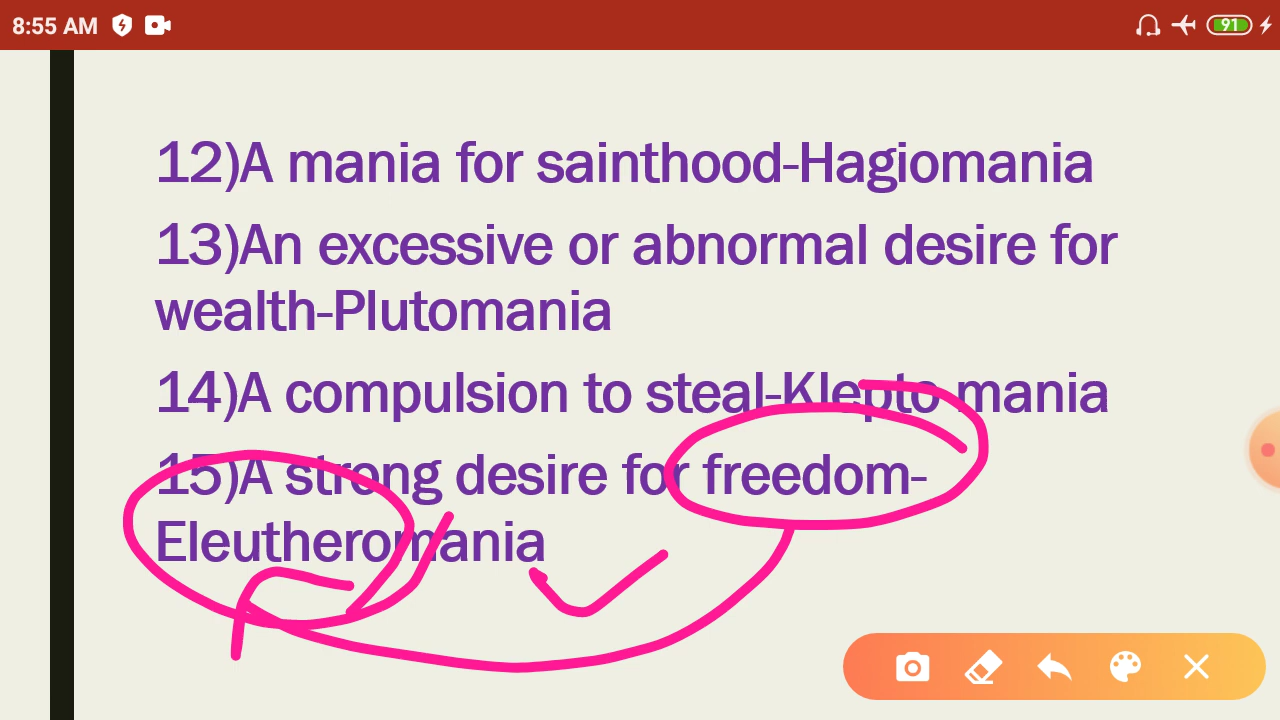 8:55 AM
91
12)A mania for sainthood-Hagiomania
13)An excessive or abnormal desire for
wealth-Plutomania
14)A compulsion to steal-Klepto mania
15)A strong desire for freedom-
Eleutheromania